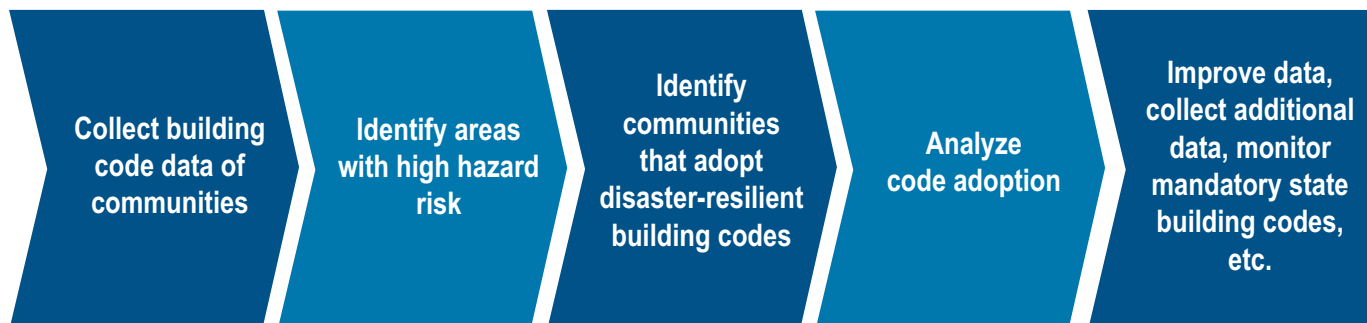 Collect building
code data of
communities
Identify areas
with high hazard
risk
Identify
communities
that adopt
disaster-resilient
building codes
Analyze
code adoption
Improve data,
collect additional
data, monitor
mandatory state
building codes,
etc.